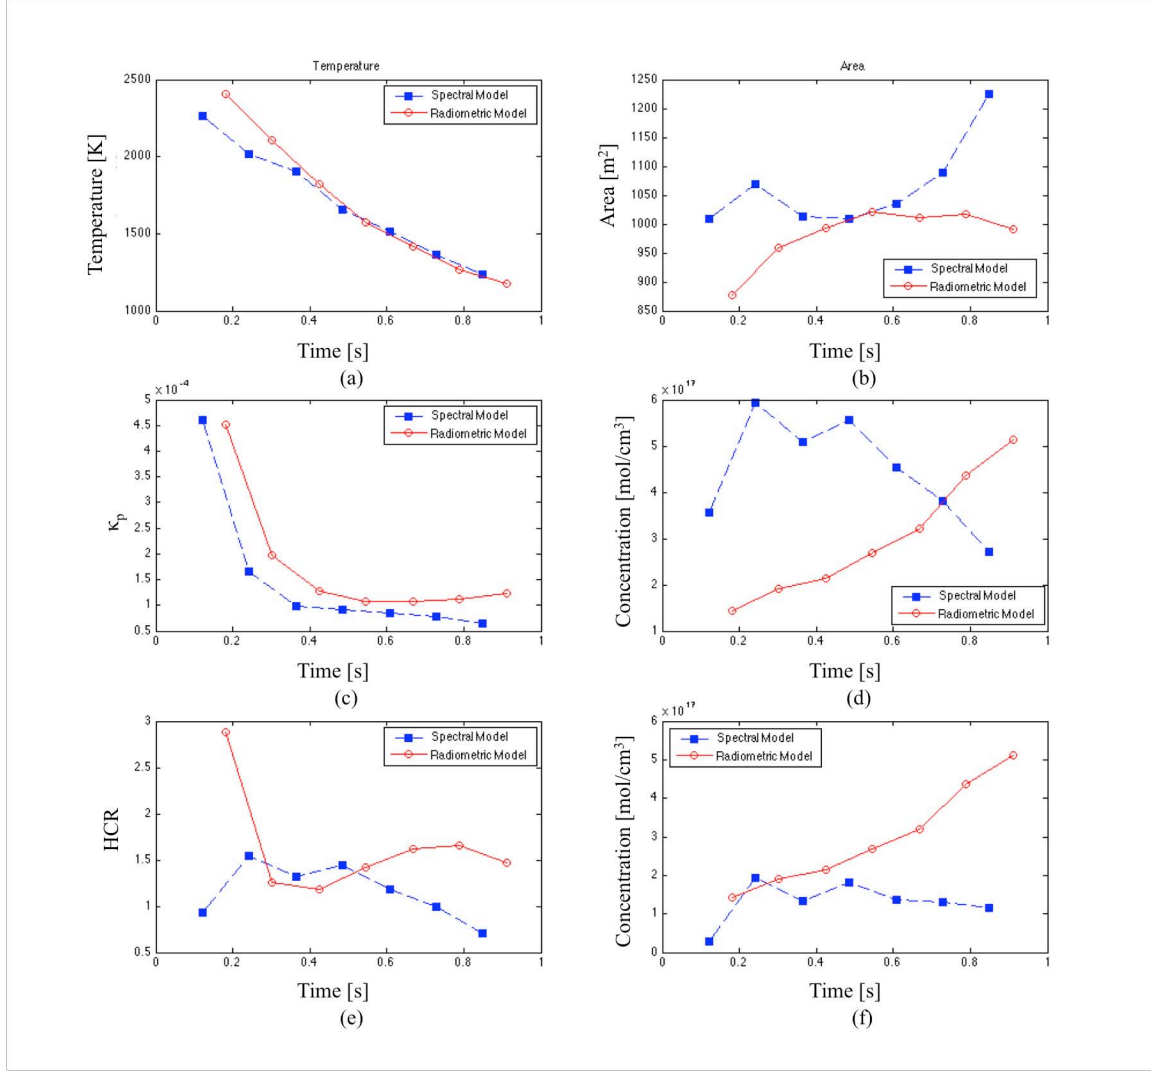 Temperature
2500
2000
1500
1000
0
0.2
0.4
0.6
0.8
1
Spectral Model
Radiometric Model
Temperature [K]
Time [s]
(a)
Area
1250
1200
1150
1100
1050
1000
950
900
850
0
0.2
0.4
0.6
0.8
1
Spectral Model
Radiometric Model
Area [m²]
Time [s]
(b)
× 10⁻⁴
5
4.5
4
3.5
3
2.5
2
1.5
1
0.5
0
0.2
0.4
0.6
0.8
1
Spectral Model
Radiometric Model
κp
Time [s]
(c)
× 10¹⁷
6
5
4
3
2
1
0
0.2
0.4
0.6
0.8
1
Spectral Model
Radiometric Model
Concentration [mol/cm³]
Time [s]
(d)
3
2.5
2
1.5
1
0.5
0
0.2
0.4
0.6
0.8
1
Spectral Model
Radiometric Model
HCR
Time [s]
(e)
× 10¹⁷
6
5
4
3
2
1
0
0
0.2
0.4
0.6
0.8
1
Spectral Model
Radiometric Model
Concentration [mol/cm³]
Time [s]
(f)